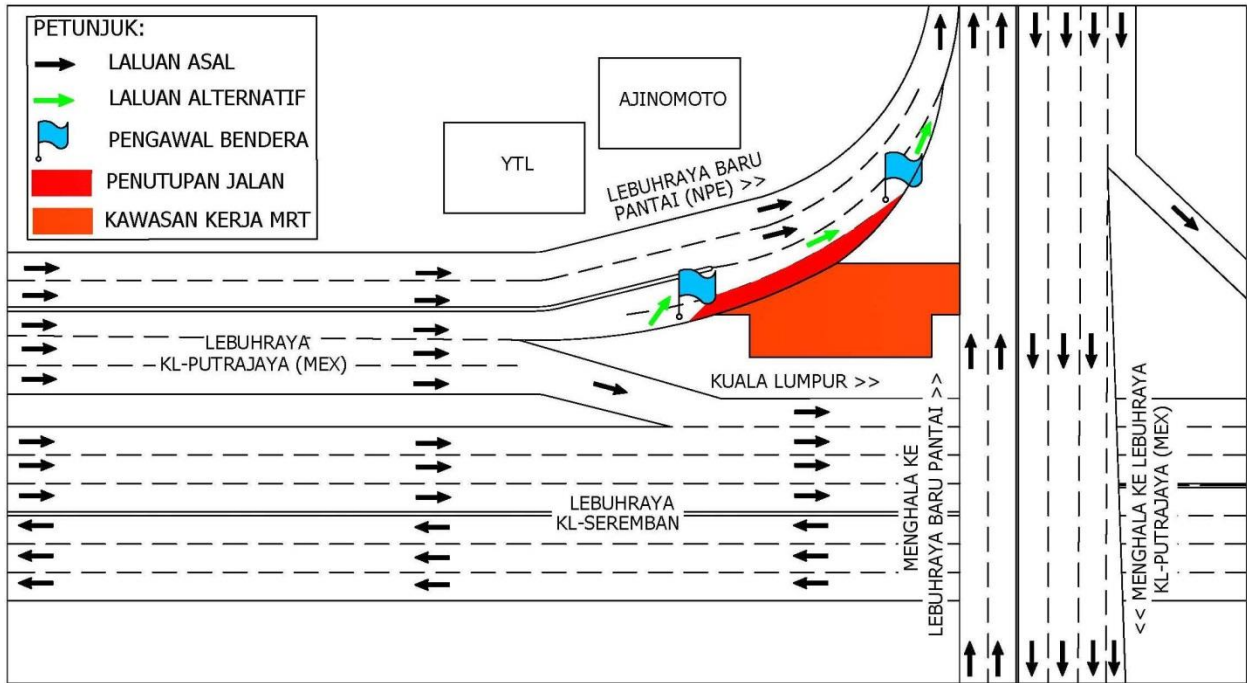 PETUNJUK:
LALUAN ASAL
LALUAN ALTERNATIF
PENGAWAL BENDERA
PENUTUPAN JALAN
KAWASAN KERJA MRT
AJINOMOTO
YTL
LEBUHRAYA BARU
PANTAI (NPE) >>
LEBUHRAYA
KL-PUTRAJAYA (MEX)
KUALA LUMPUR >>
LEBUHRAYA
KL-SEREMBAN
MENGHALA KE
LEBUHRAYA BARU PANTAI >>
<< MENGHALA KE LEBUHRAYA
KL-PUTRAJAYA (MEX)